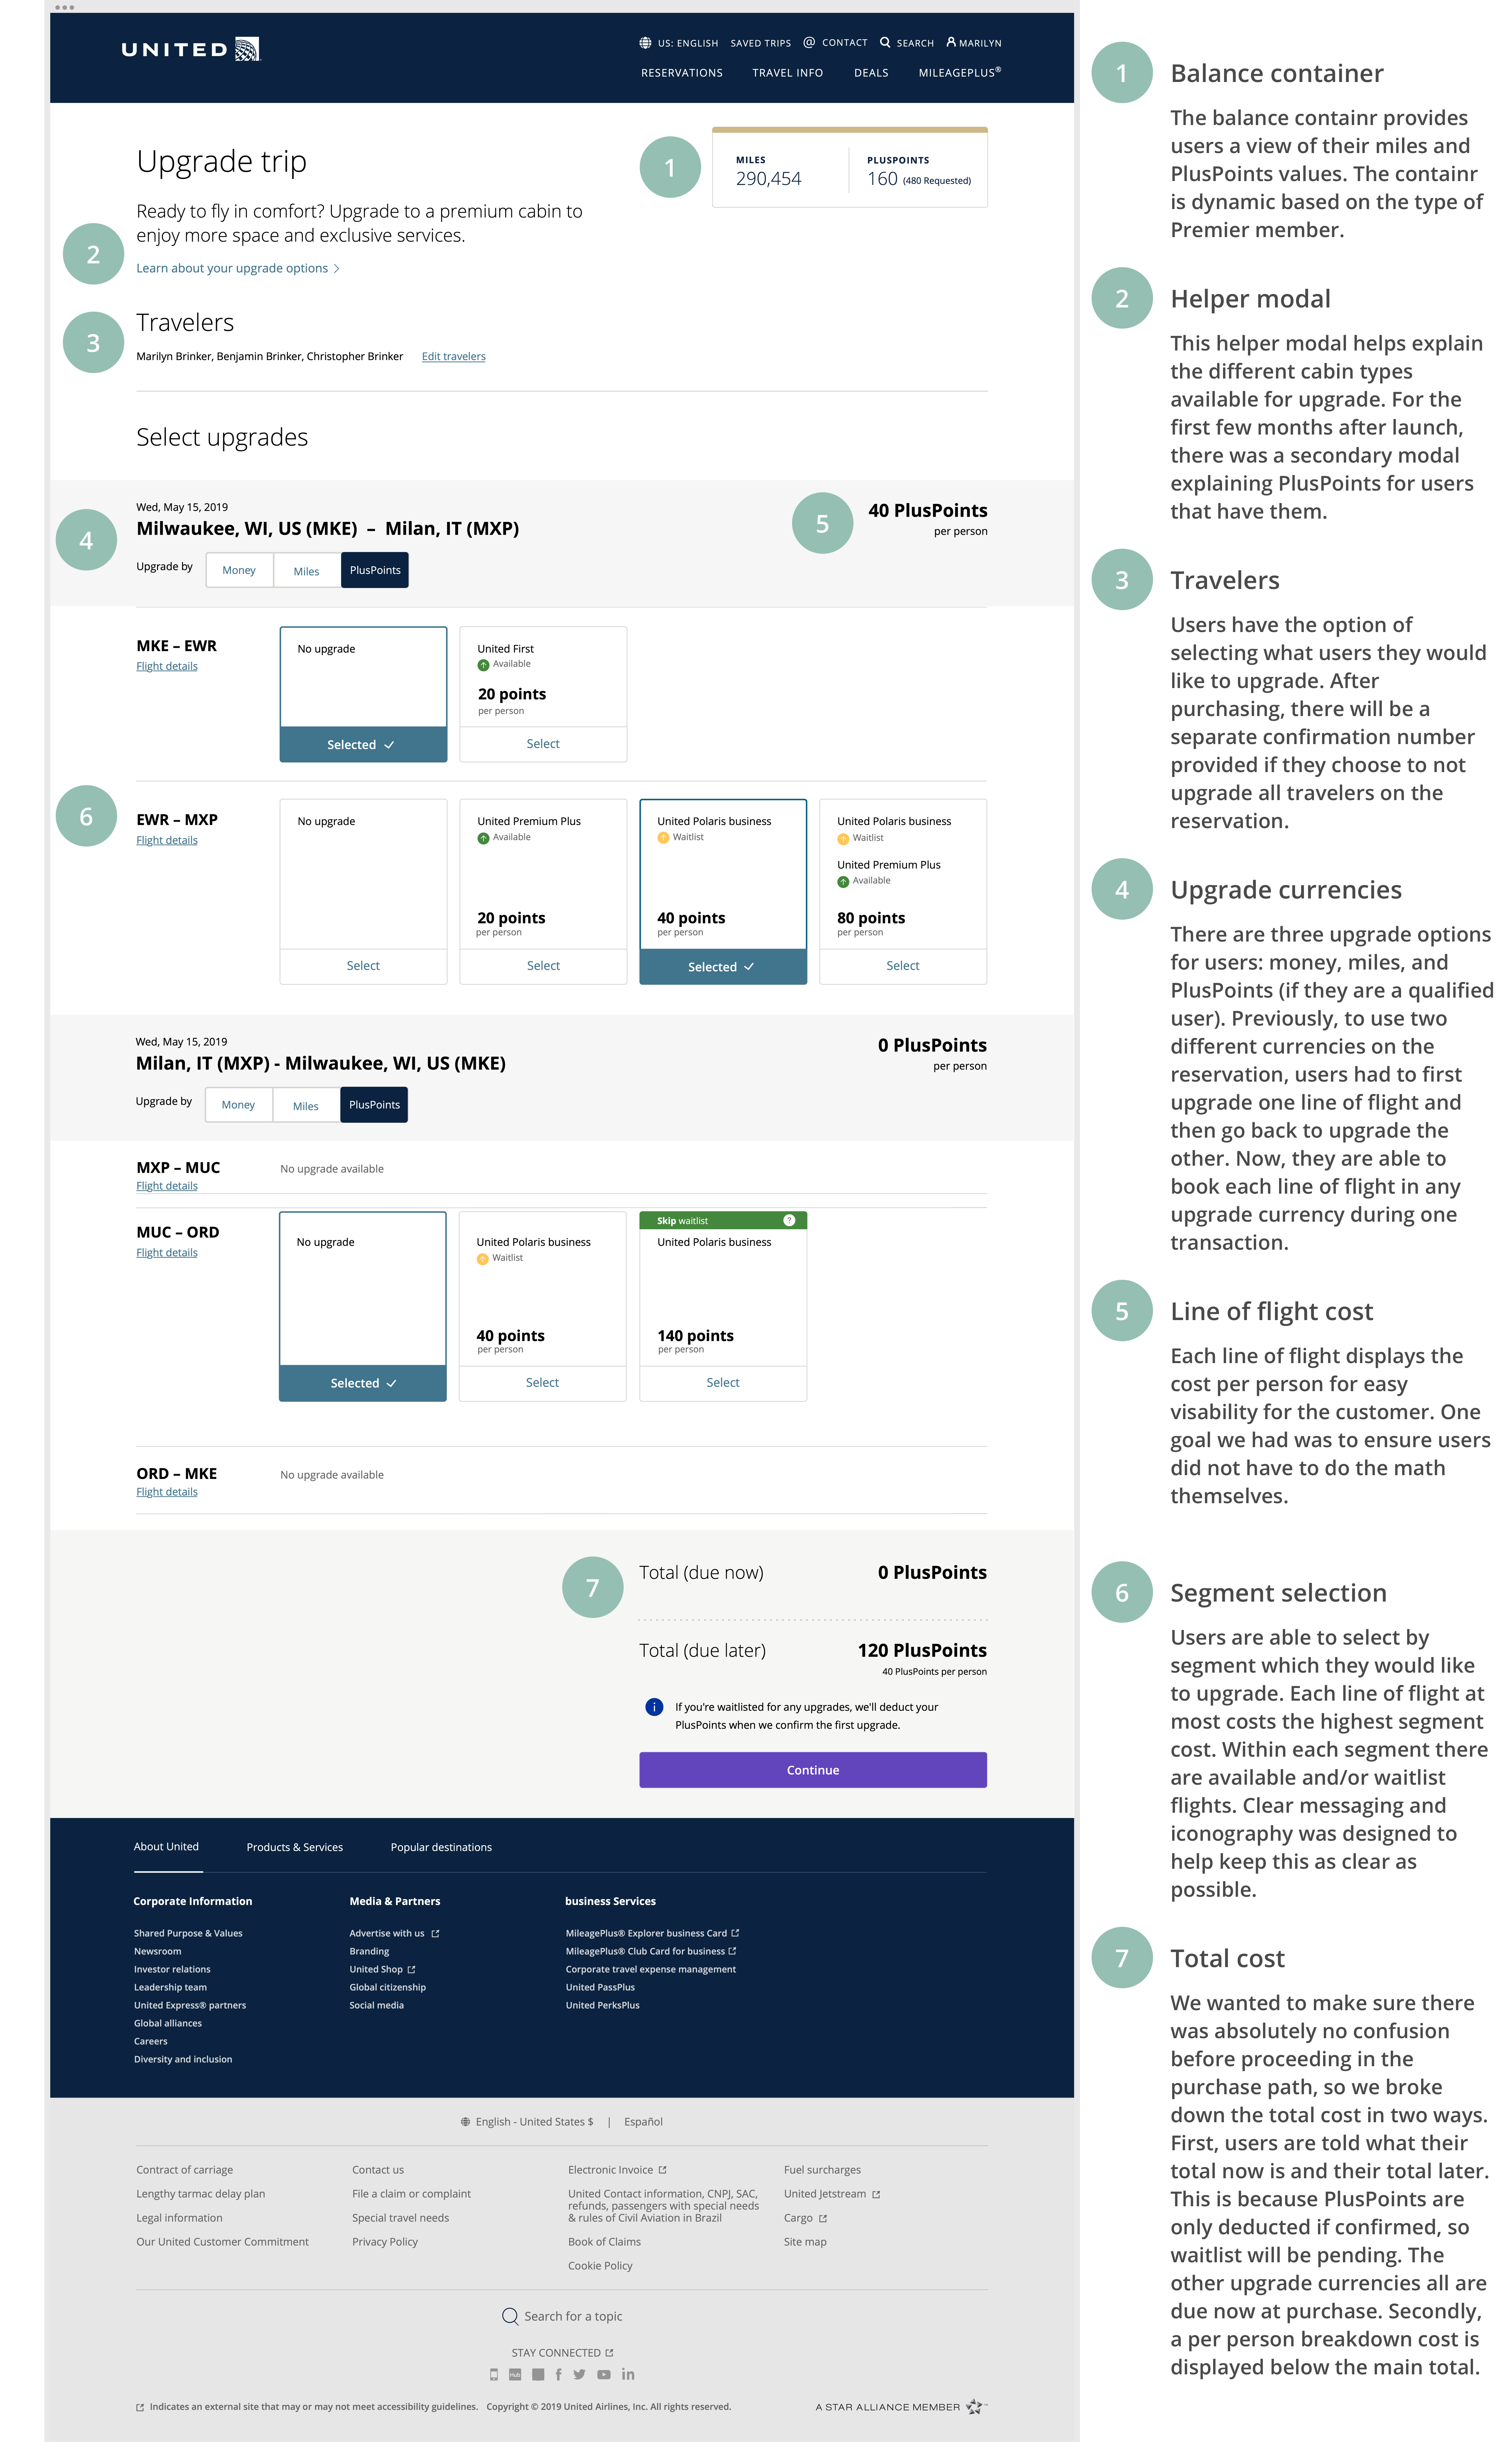 UNITED
US: ENGLISH SAVED TRIPS @ CONTACT SEARCH MARILYN
RESERVATIONS TRAVEL INFO DEALS MILEAGEPLUS®
Upgrade trip
Ready to fly in comfort? Upgrade to a premium cabin to
enjoy more space and exclusive services.
Learn about your upgrade options >
1
MILES
290,454
PLUSPOINTS
160 (480 Requested)
2
3
Travelers
Marilyn Brinker, Benjamin Brinker, Christopher Brinker Edit travelers
Select upgrades
4
Wed, May 15, 2019
Milwaukee, WI, US (MKE) – Milan, IT (MXP)
Upgrade by Money Miles PlusPoints
5
40 PlusPoints
per person
MKE – EWR
Flight details
No upgrade
Selected
United First
Available
20 points
per person
Select
6
EWR – MXP
Flight details
No upgrade
Select
United Premium Plus
Available
20 points
per person
Select
United Polaris business
Waitlist
40 points
per person
Selected
United Polaris business
Waitlist
United Premium Plus
Available
80 points
per person
Select
Wed, May 15, 2019
Milan, IT (MXP) - Milwaukee, WI, US (MKE)
Upgrade by Money Miles PlusPoints
0 PlusPoints
per person
MXP – MUC
Flight details
No upgrade available
MUC – ORD
Flight details
No upgrade
Selected
United Polaris business
Waitlist
40 points
per person
Select
Skip waitlist ?
United Polaris business
140 points
per person
Select
ORD – MKE
Flight details
No upgrade available
7
Total (due now) 0 PlusPoints
Total (due later) 120 PlusPoints
40 PlusPoints per person
i
If you're waitlisted for any upgrades, we'll deduct your
PlusPoints when we confirm the first upgrade.
Continue
About United Products & Services Popular destinations
Corporate Information
Shared Purpose & Values
Newsroom
Investor relations
Leadership team
United Express® partners
Global alliances
Careers
Diversity and inclusion
Media & Partners
Advertise with us
Branding
United Shop
Global citizenship
Social media
business Services
MileagePlus® Explorer business Card
MileagePlus® Club Card for business
Corporate travel expense management
United PassPlus
United PerksPlus
English - United States $ | Español
Contract of carriage
Lengthy tarmac delay plan
Legal information
Our United Customer Commitment
Contact us
File a claim or complaint
Special travel needs
Privacy Policy
Electronic Invoice
United Contact information, CNPJ, SAC,
refunds, passengers with special needs
& rules of Civil Aviation in Brazil
Book of Claims
Cookie Policy
Fuel surcharges
United Jetstream
Cargo
Site map
Search for a topic
STAY CONNECTED
Hub f in
Indicates an external site that may or may not meet accessibility guidelines. Copyright © 2019 United Airlines, Inc. All rights reserved.
A STAR ALLIANCE MEMBER
1
Balance container
The balance containr provides
users a view of their miles and
PlusPoints values. The containr
is dynamic based on the type of
Premier member.
2
Helper modal
This helper modal helps explain
the different cabin types
available for upgrade. For the
first few months after launch,
there was a secondary modal
explaining PlusPoints for users
that have them.
3
Travelers
Users have the option of
selecting what users they would
like to upgrade. After
purchasing, there will be a
separate confirmation number
provided if they choose to not
upgrade all travelers on the
reservation.
4
Upgrade currencies
There are three upgrade options
for users: money, miles, and
PlusPoints (if they are a qualified
user). Previously, to use two
different currencies on the
reservation, users had to first
upgrade one line of flight and
then go back to upgrade the
other. Now, they are able to
book each line of flight in any
upgrade currency during one
transaction.
5
Line of flight cost
Each line of flight displays the
cost per person for easy
visability for the customer. One
goal we had was to ensure users
did not have to do the math
themselves.
6
Segment selection
Users are able to select by
segment which they would like
to upgrade. Each line of flight at
most costs the highest segment
cost. Within each segment there
are available and/or waitlist
flights. Clear messaging and
iconography was designed to
help keep this as clear as
possible.
7
Total cost
We wanted to make sure there
was absolutely no confusion
before proceeding in the
purchase path, so we broke
down the total cost in two ways.
First, users are told what their
total now is and their total later.
This is because PlusPoints are
only deducted if confirmed, so
waitlist will be pending. The
other upgrade currencies all are
due now at purchase. Secondly,
a per person breakdown cost is
displayed below the main total.